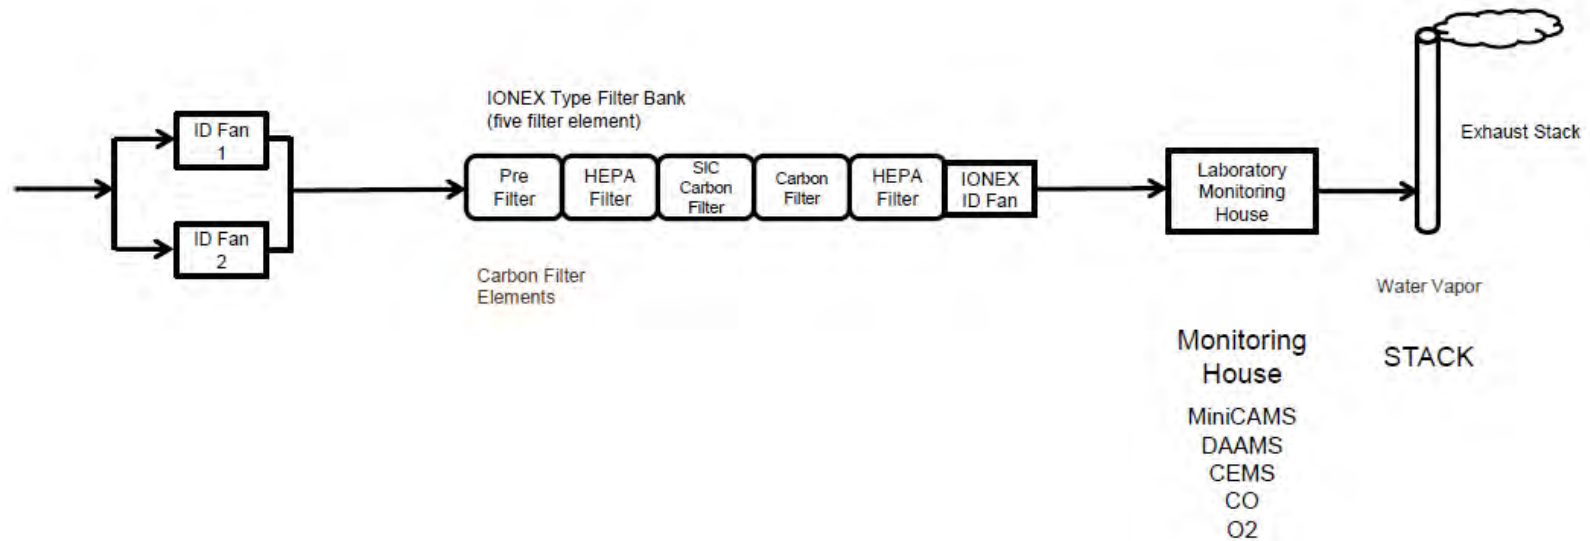 ID Fan
1
ID Fan
2
IONEX Type Filter Bank
(five filter element)
Pre
Filter
HEPA
Filter
SIC
Carbon
Filter
Carbon
Filter
HEPA
Filter
IONEX
ID Fan
Carbon Filter
Elements
Laboratory
Monitoring
House
Exhaust Stack
Water Vapor
Monitoring
House
STACK
MiniCAMS
DAAMS
CEMS
CO
O2